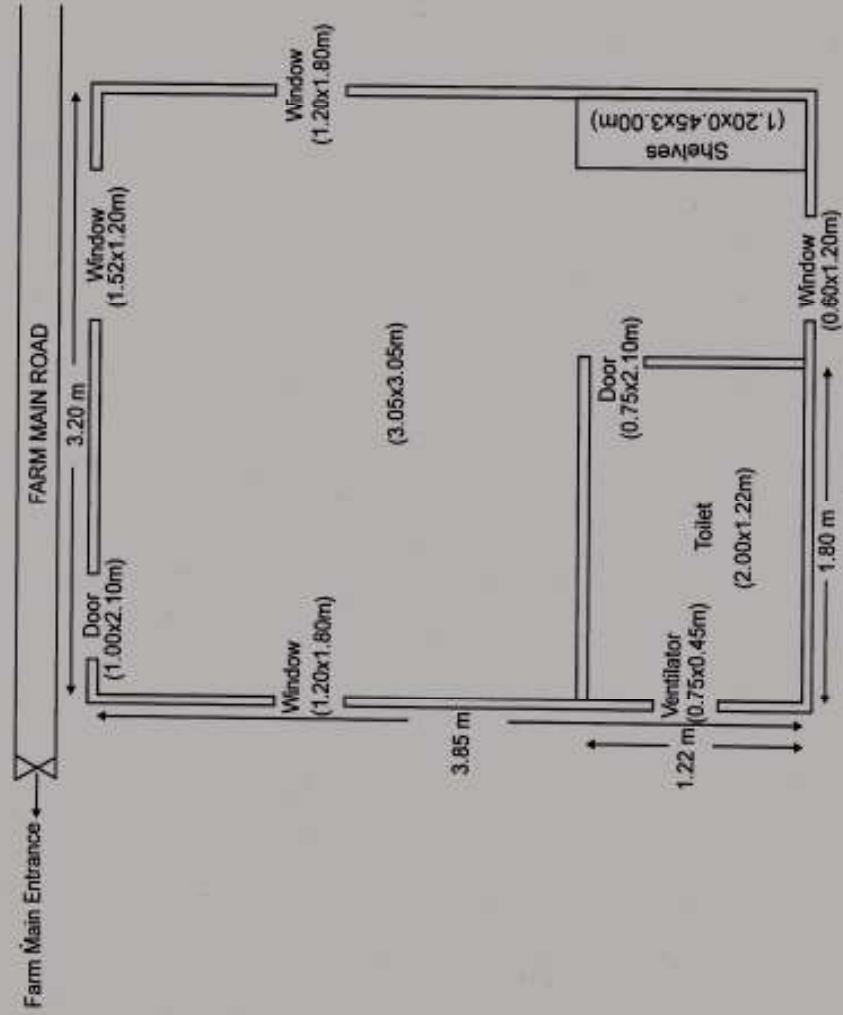 Farm Main Entrance
FARM MAIN ROAD
3.20 m
Door
(1.00x2.10m)
Window
(1.52x1.20m)
Window
(1.20x1.80m)
Window
(1.20x1.80m)
(3.05x3.05m)
3.85 m
Shelves
(1.20x0.45x3.00m)
Door
(0.75x2.10m)
Ventilator
(0.75x0.45m)
Toilet
(2.00x1.22m)
1.22 m
1.80 m
Window
(0.60x1.20m)